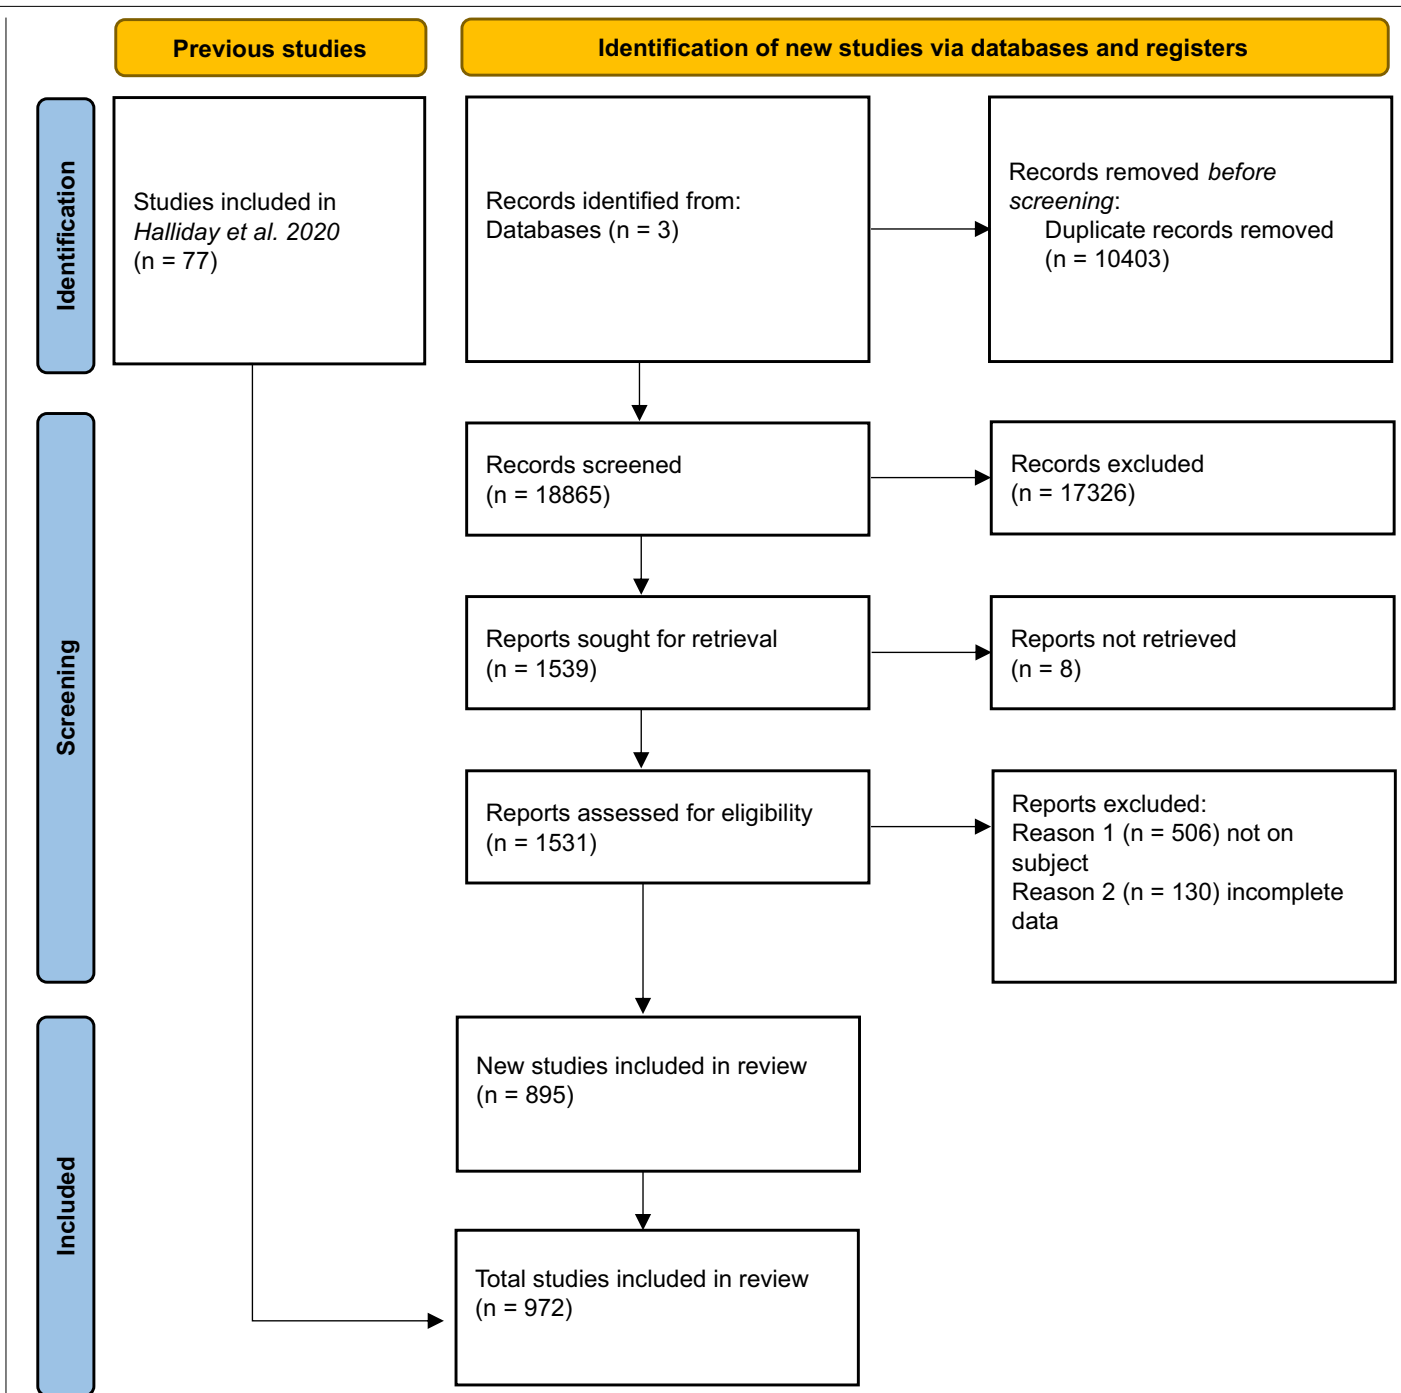 Previous studies
Identification of new studies via databases and registers
Identification
Studies included in
Halliday et al. 2020
(n = 77)
Records identified from:
Databases (n = 3)
Records removed before
screening:
Duplicate records removed
(n = 10403)
Screening
Records screened
(n = 18865)
Records excluded
(n = 17326)
Reports sought for retrieval
(n = 1539)
Reports not retrieved
(n = 8)
Reports assessed for eligibility
(n = 1531)
Reports excluded:
Reason 1 (n = 506) not on
subject
Reason 2 (n = 130) incomplete
data
Included
New studies included in review
(n = 895)
Total studies included in review
(n = 972)